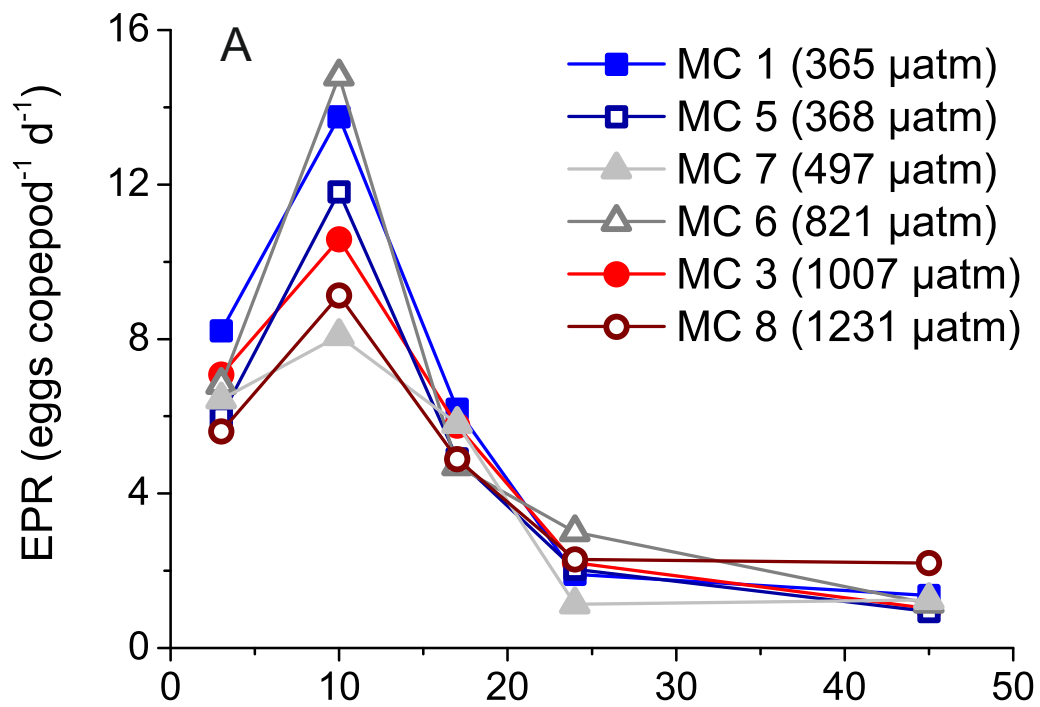 A
16
12
8
4
0
EPR (eggs copepod⁻¹ d⁻¹)
MC 1 (365 µatm)
MC 5 (368 µatm)
MC 7 (497 µatm)
MC 6 (821 µatm)
MC 3 (1007 µatm)
MC 8 (1231 µatm)
0 10 20 30 40 50